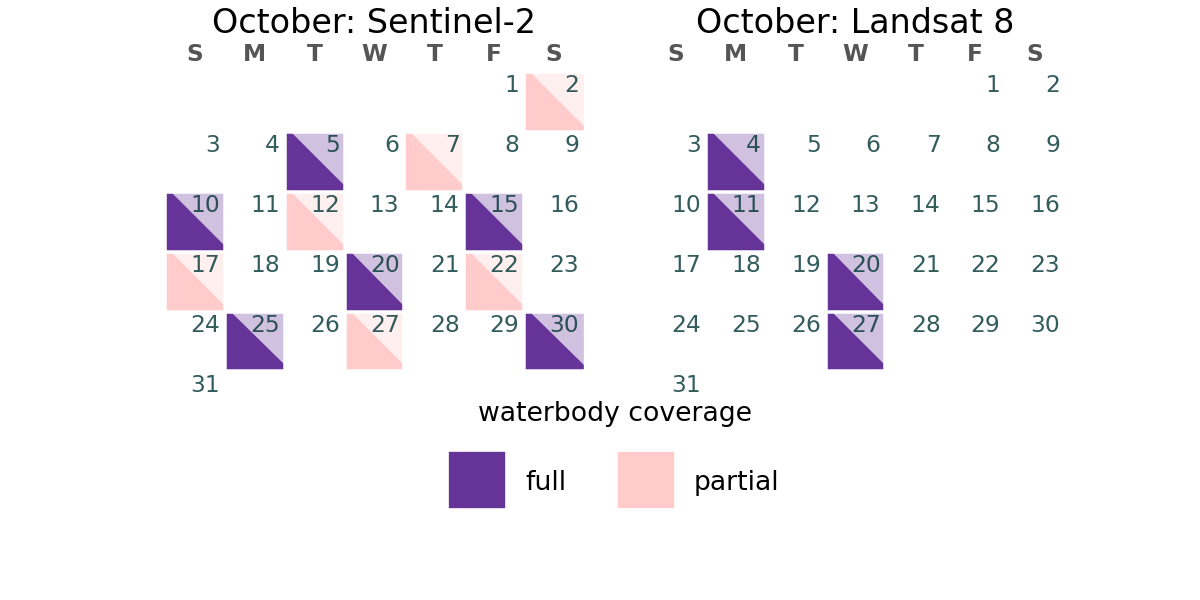 October: Sentinel-2
S M T W T F S
1 2
3 4 5 6 7 8 9
10 11 12 13 14 15 16
17 18 19 20 21 22 23
24 25 26 27 28 29 30
31
October: Landsat 8
S M T W T F S
1 2
3 4 5 6 7 8 9
10 11 12 13 14 15 16
17 18 19 20 21 22 23
24 25 26 27 28 29 30
31
waterbody coverage
full
partial